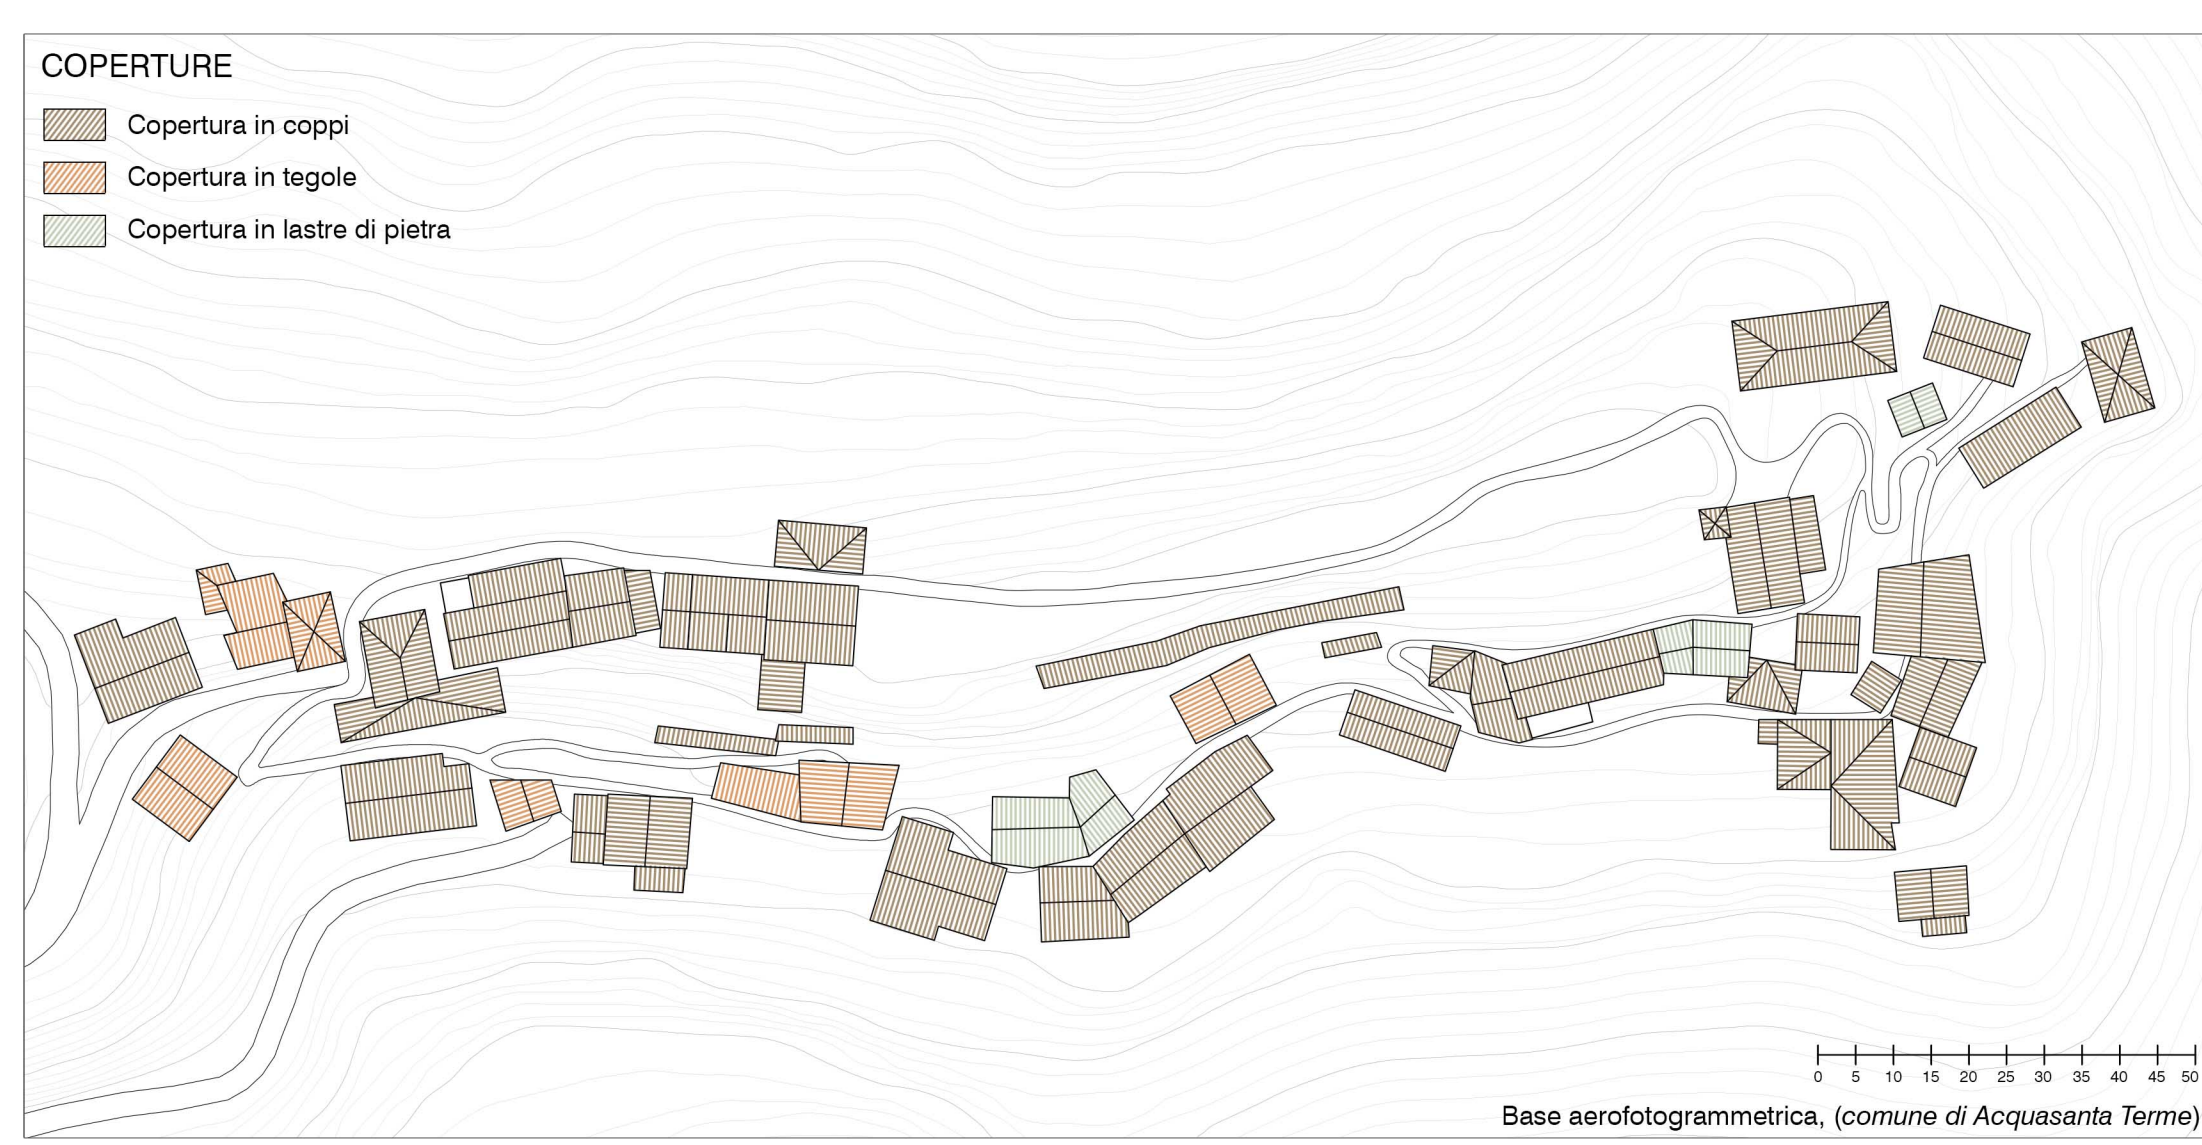 COPERTURE
Copertura in coppi
Copertura in tegole
Copertura in lastre di pietra
0 5 10 15 20 25 30 35 40 45 50
Base aerofotogrammetrica, (comune di Acquasanta Terme)